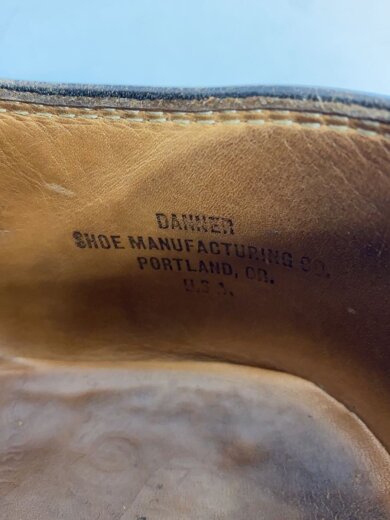 DANNER
SHOE MANUFACTURING CO.
PORTLAND, OR.
U.S.A.